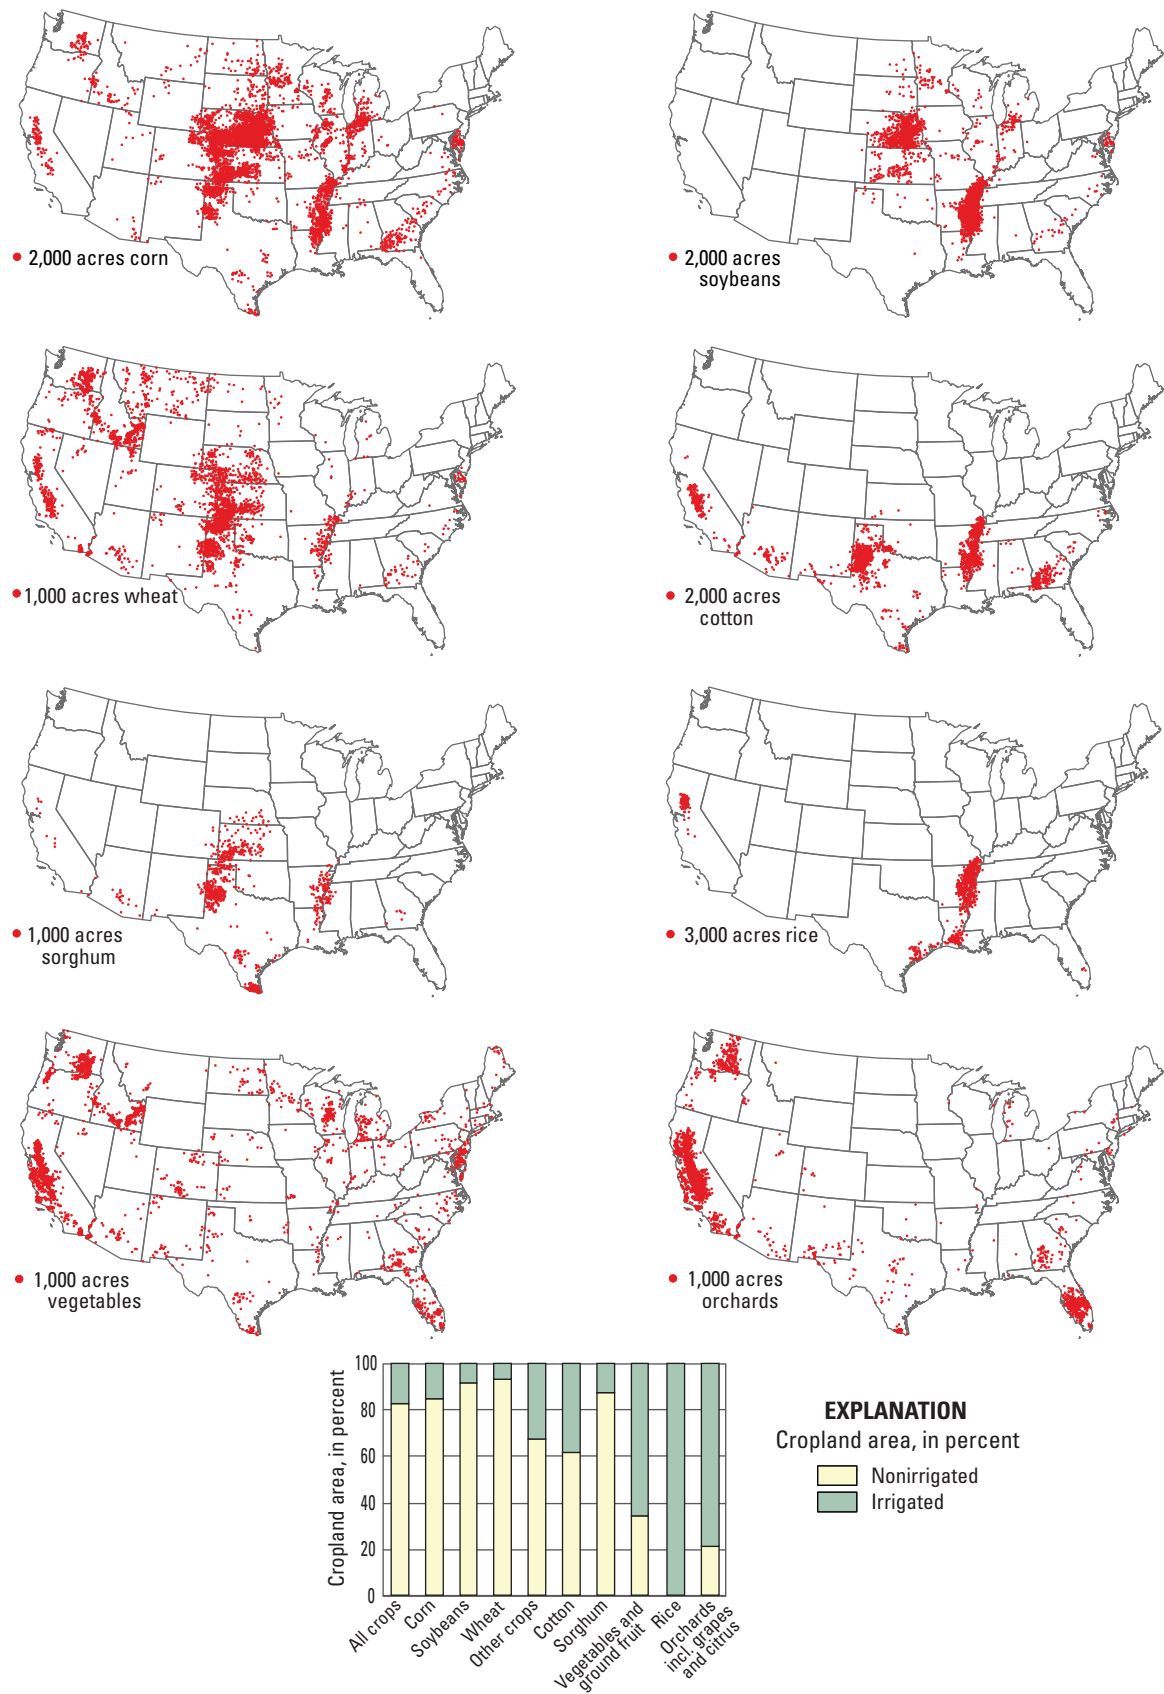 2,000 acres corn
2,000 acres
soybeans
1,000 acres wheat
2,000 acres
cotton
1,000 acres
sorghum
3,000 acres rice
1,000 acres
vegetables
1,000 acres
orchards
Cropland area, in percent
100
80
60
40
20
0
All crops
Corn
Soybeans
Wheat
Other crops
Cotton
Sorghum
Vegetables and
ground fruit
Rice
Orchards
incl. grapes
and citrus
EXPLANATION
Cropland area, in percent
Nonirrigated
Irrigated